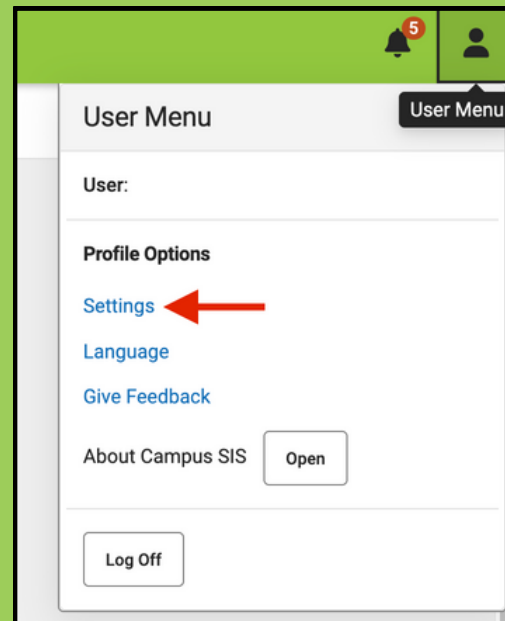 5
User Menu
User Menu
User:
Profile Options
Settings
Language
Give Feedback
About Campus SIS Open
Log Off